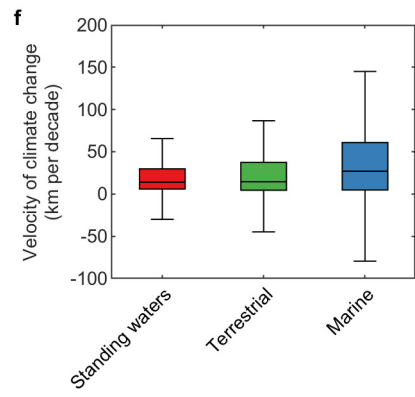 f
Velocity of climate change
(km per decade)
200
150
100
50
0
-50
-100
Standing waters
Terrestrial
Marine